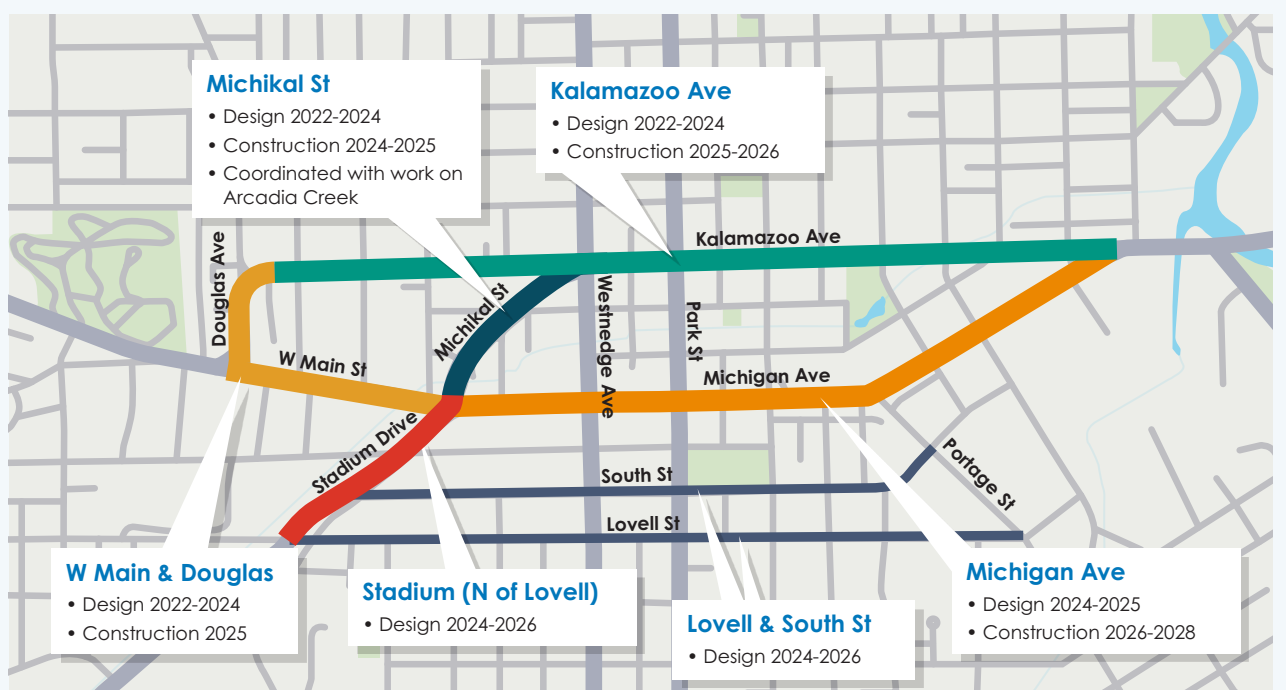 Michikal St
• Design 2022-2024
• Construction 2024-2025
• Coordinated with work on
Arcadia Creek
Kalamazoo Ave
• Design 2022-2024
• Construction 2025-2026
Kalamazoo Ave
Douglas Ave
Michikal St
Westnedge Ave
Park St
W Main St
Michigan Ave
Stadium Drive
South St
Portage St
Lovell St
W Main & Douglas
• Design 2022-2024
• Construction 2025
Stadium (N of Lovell)
• Design 2024-2026
Lovell & South St
• Design 2024-2026
Michigan Ave
• Design 2024-2025
• Construction 2026-2028